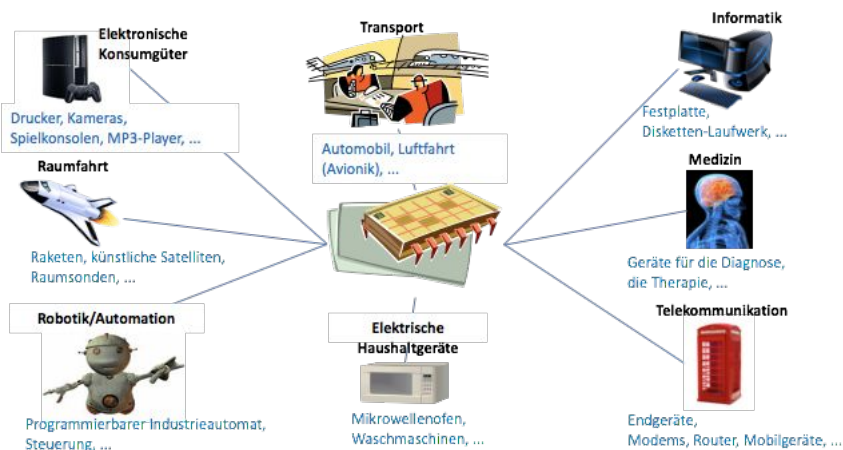 Elektronische
Konsumgüter
Drucker, Kameras,
Spielkonsolen, MP3-Player, ...
Transport
Automobil, Luftfahrt
(Avionik), ...
Informatik
Festplatte,
Disketten-Laufwerk, ...
Raumfahrt
Raketen, künstliche Satelliten,
Raumsonden, ...
Medizin
Geräte für die Diagnose,
die Therapie, ...
Robotik/Automation
Programmierbarer Industrieautomat,
Steuerung, ...
Elektrische
Haushaltgeräte
Mikrowellenofen,
Waschmaschinen, ...
Telekommunikation
Endgeräte,
Modems, Router, Mobilgeräte, ...